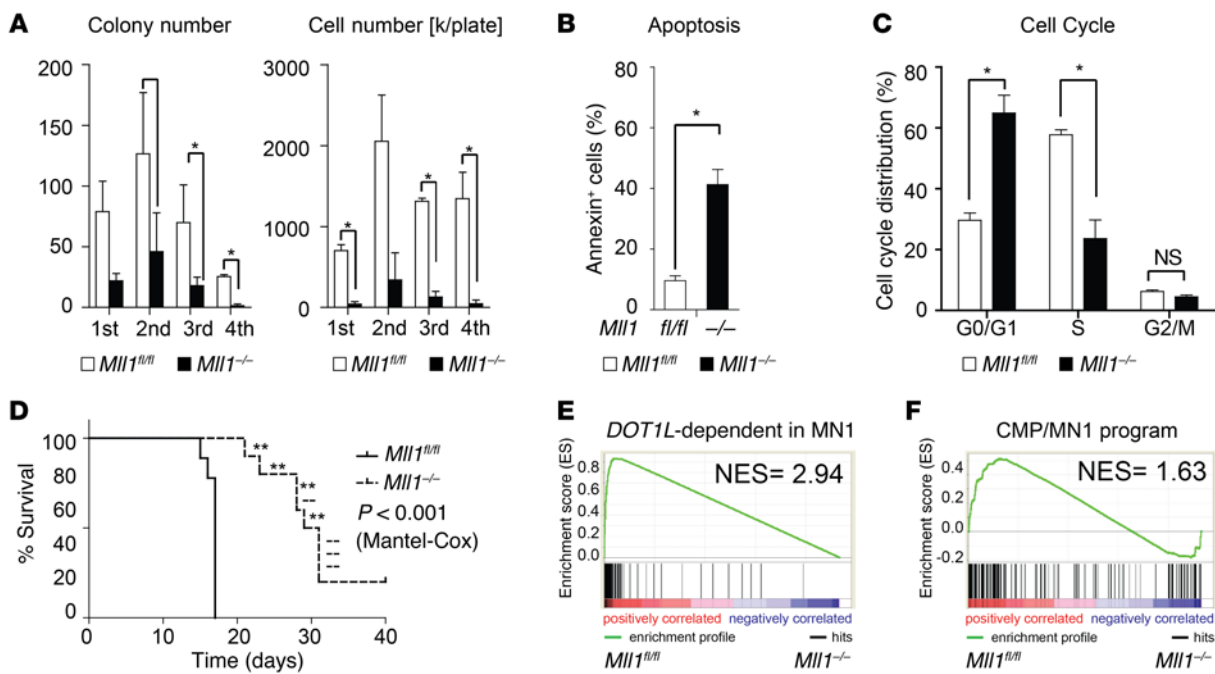 A
Colony number
200
150
100
50
0
*
*
1st 2nd 3rd 4th
Cell number [k/plate]
3000
2000
1000
0
*
*
*
1st 2nd 3rd 4th
Mll1fl/fl Mll1–/–
Mll1fl/fl Mll1–/–
B
Apoptosis
Annexin+ cells (%)
80
60
40
20
0
*
Mll1 fl/fl –/–
C
Cell Cycle
Cell cycle distribution (%)
80
60
40
20
0
*
*
NS
G0/G1 S G2/M
Mll1fl/fl Mll1–/–
D
% Survival
100
80
60
40
20
0
**
**
**
**
Mll1fl/fl
Mll1–/–
P < 0.001
(Mantel-Cox)
0 10 20 30 40
Time (days)
E
DOT1L-dependent in MN1
Enrichment score (ES)
0.8
0.6
0.4
0.2
0.0
NES= 2.94
positively correlated negatively correlated
enrichment profile hits
Mll1fl/fl Mll1–/–
F
CMP/MN1 program
Enrichment score (ES)
0.4
0.2
0.0
-0.2
NES= 1.63
positively correlated negatively correlated
enrichment profile hits
Mll1fl/fl Mll1–/–